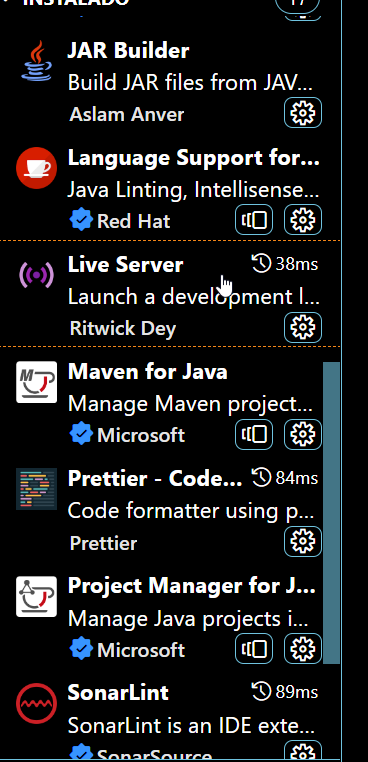 INSTALADO 17
JAR Builder
Build JAR files from JAV...
Aslam Anver
Language Support for...
Java Linting, Intellisense...
Red Hat
Live Server 38ms
Launch a development l...
Ritwick Dey
Maven for Java
Manage Maven project...
Microsoft
Prettier - Code... 84ms
Code formatter using p...
Prettier
Project Manager for J...
Manage Java projects i...
Microsoft
SonarLint 89ms
SonarLint is an IDE exte...
SonarSource